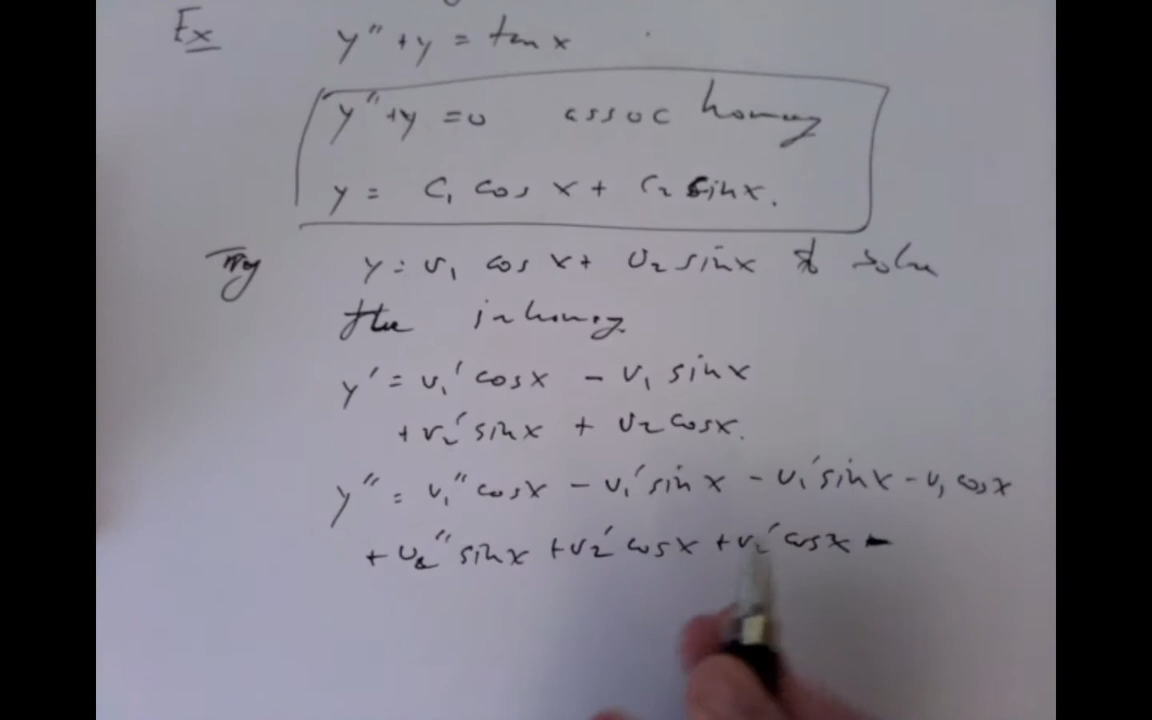 Ex y" + y = tan x
y" + y = 0 assoc homog
y = C₁ cos x + C₂ sin x.
Try y = v₁ cos x + v₂ sin x to solve
the inhomog.
y' = v₁' cos x - v₁ sin x
+ v₂' sin x + v₂ cos x.
y" = v₁" cos x - v₁' sin x - v₁' sin x - v₁ cos x
+ v₂" sin x + v₂' cos x + v₂' cos x -